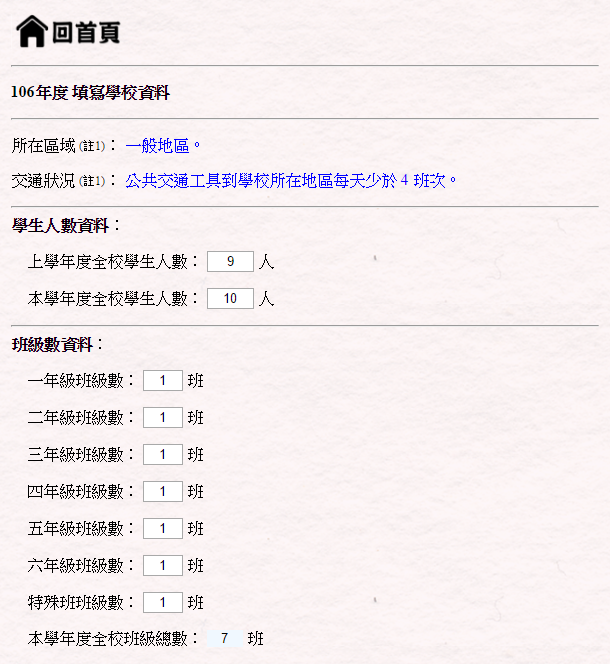 回首頁
106年度 填寫學校資料
所在區域 (註1)： 一般地區。
交通狀況 (註1)： 公共交通工具到學校所在地區每天少於 4 班次。
學生人數資料：
上學年度全校學生人數： 9 人
本學年度全校學生人數： 10 人
班級數資料：
一年級班級數： 1 班
二年級班級數： 1 班
三年級班級數： 1 班
四年級班級數： 1 班
五年級班級數： 1 班
六年級班級數： 1 班
特殊班班級數： 1 班
本學年度全校班級總數： 7 班